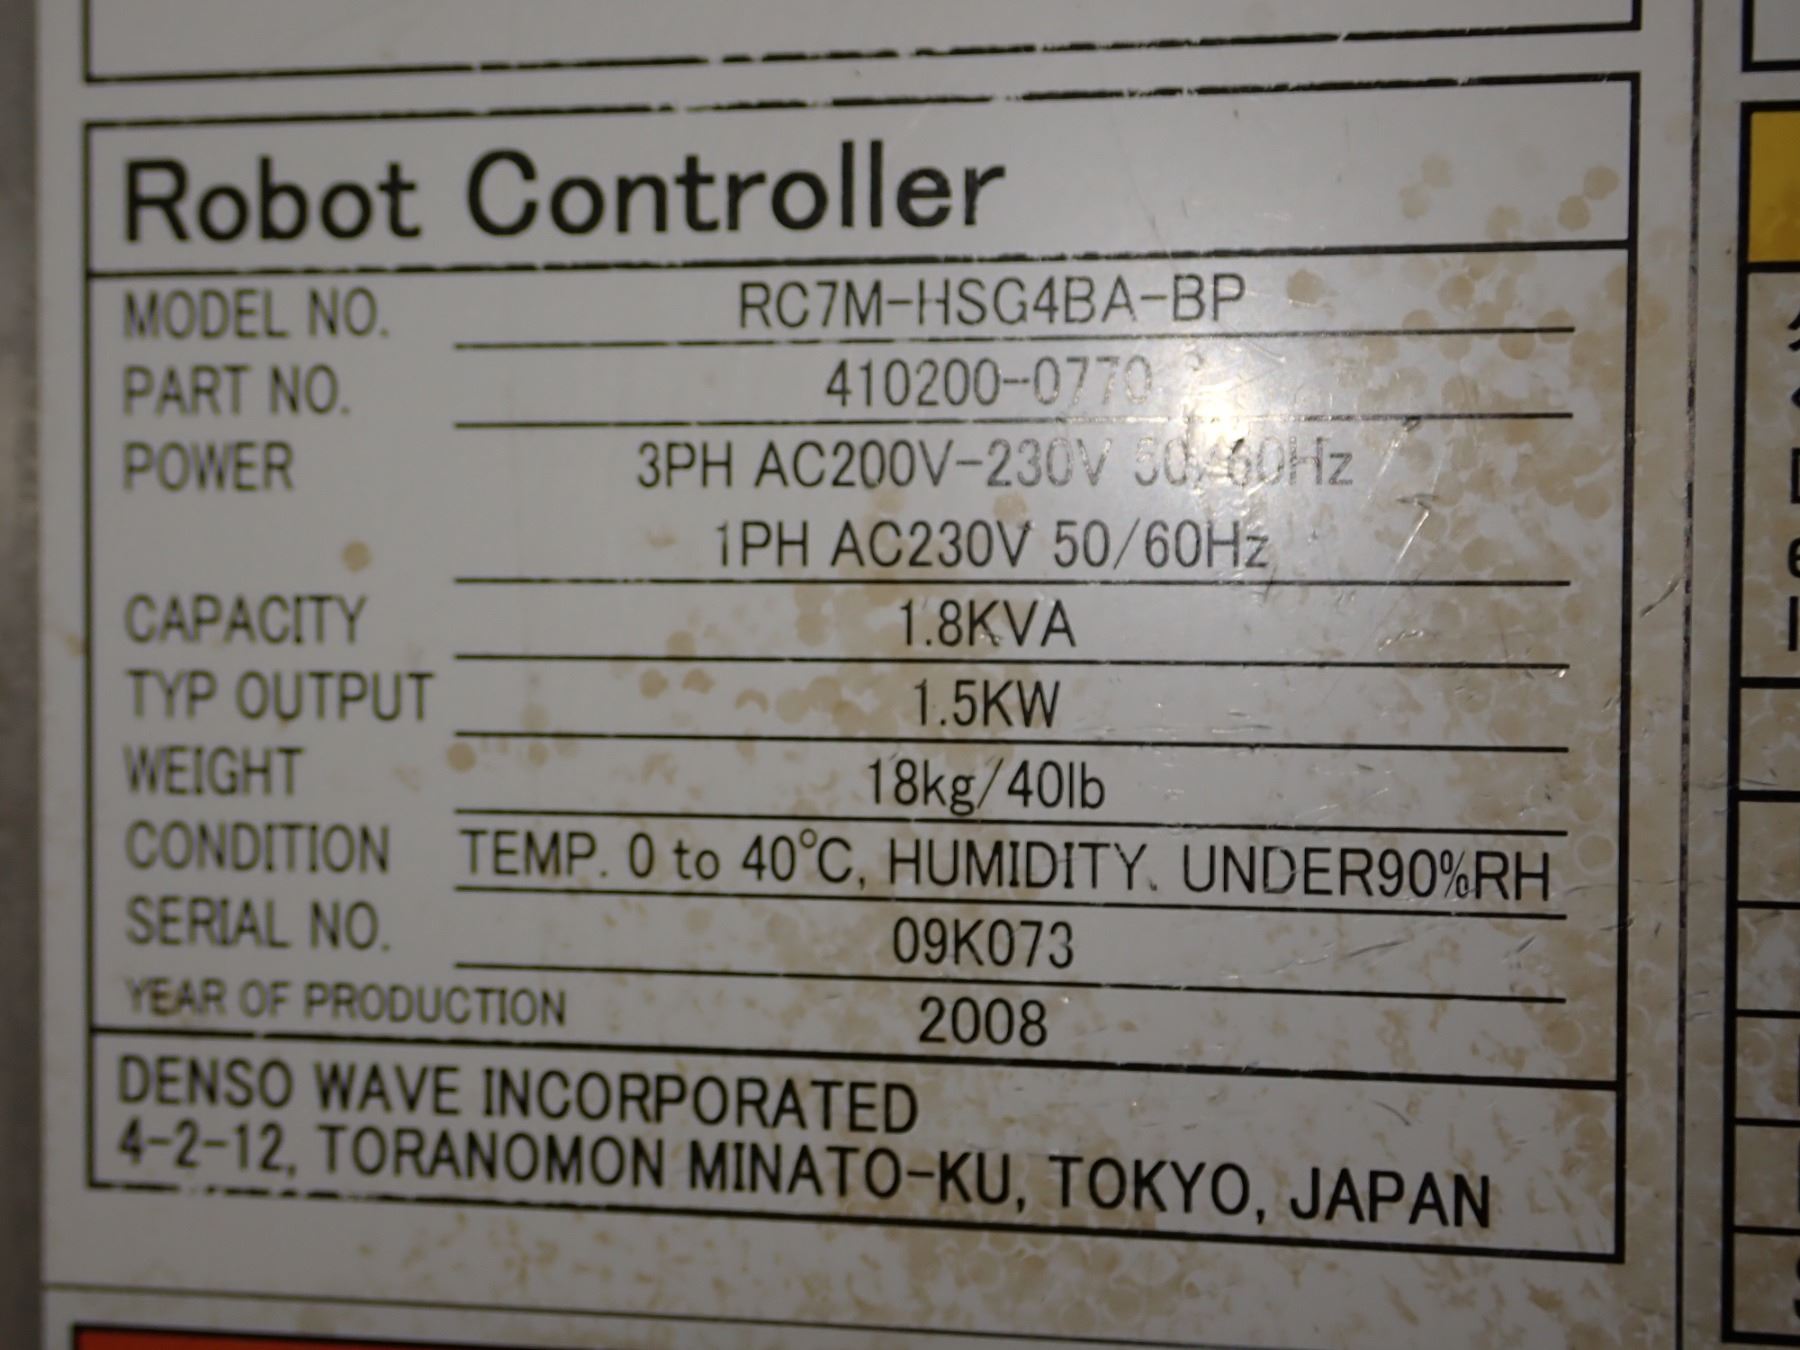 Robot Controller
MODEL NO. RC7M-HSG4BA-BP
PART NO. 410200-0770
POWER 3PH AC200V-230V 50/60Hz
1PH AC230V 50/60Hz
CAPACITY 1.8KVA
TYP OUTPUT 1.5KW
WEIGHT 18kg/40lb
CONDITION TEMP. 0 to 40°C, HUMIDITY. UNDER90%RH
SERIAL NO. 09K073
YEAR OF PRODUCTION 2008
DENSO WAVE INCORPORATED
4-2-12, TORANOMON MINATO-KU, TOKYO, JAPAN